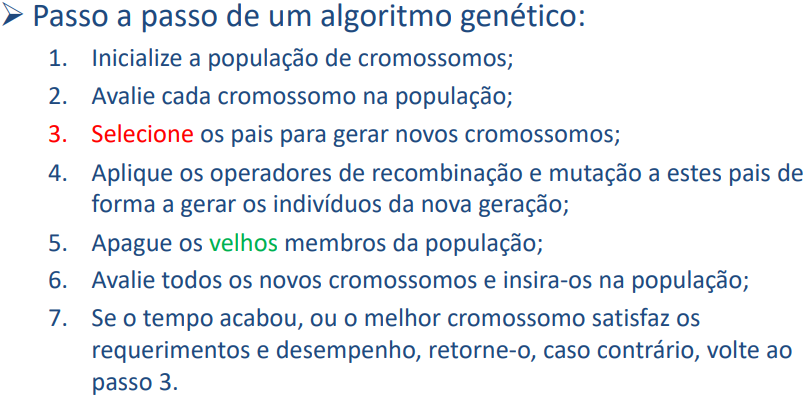 ➢ Passo a passo de um algoritmo genético:
1. Inicialize a população de cromossomos;
2. Avalie cada cromossomo na população;
3. Selecione os pais para gerar novos cromossomos;
4. Aplique os operadores de recombinação e mutação a estes pais de
forma a gerar os indivíduos da nova geração;
5. Apague os velhos membros da população;
6. Avalie todos os novos cromossomos e insira-os na população;
7. Se o tempo acabou, ou o melhor cromossomo satisfaz os
requerimentos e desempenho, retorne-o, caso contrário, volte ao
passo 3.